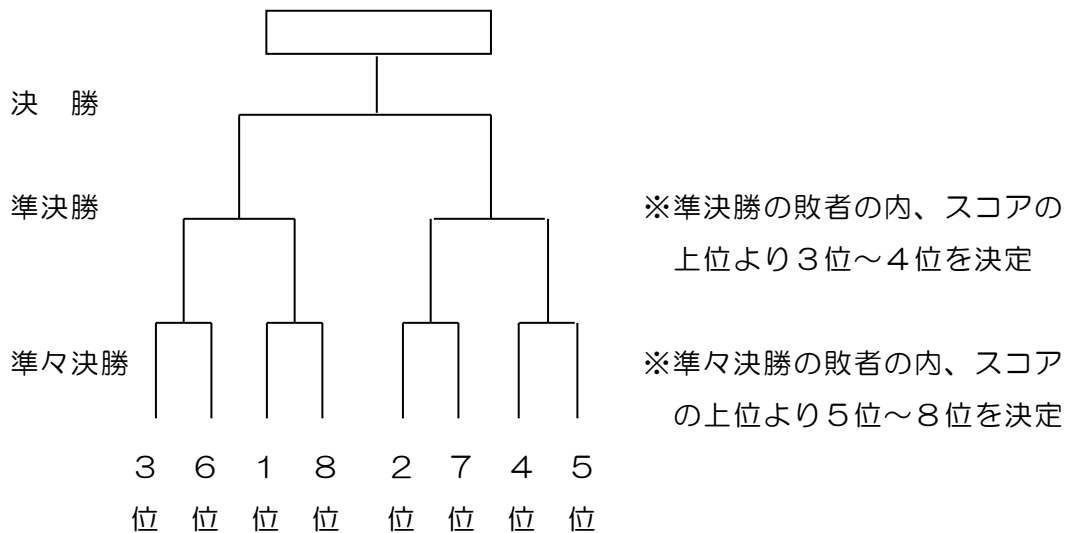 決　勝
準決勝
※準決勝の敗者の内、スコアの
上位より３位～４位を決定
準々決勝
※準々決勝の敗者の内、スコア
の上位より５位～８位を決定
３ ６ １ ８ ２ ７ ４ ５
位 位 位 位 位 位 位 位